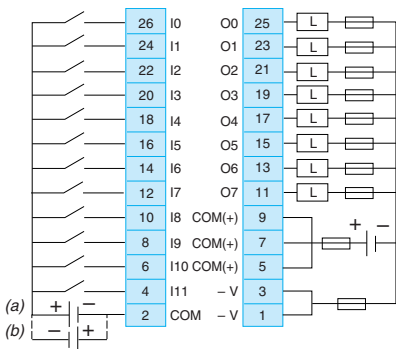 26 I0 O0 25 L
24 I1 O1 23 L
22 I2 O2 21 L
20 I3 O3 19 L
18 I4 O4 17 L
16 I5 O5 15 L
14 I6 O6 13 L
12 I7 O7 11 L
10 I8 COM(+) 9
8 I9 COM(+) 7 + –
6 I10 COM(+) 5
4 I11 – V 3
(a) + – 2 COM – V 1
(b) – +